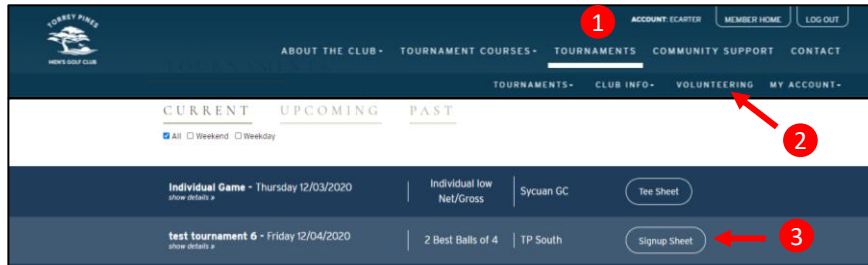 TORREY PINES
MEN'S GOLF CLUB
ACCOUNT: ECARTER MEMBER HOME LOG OUT
1
ABOUT THE CLUB- TOURNAMENT COURSES- TOURNAMENTS COMMUNITY SUPPORT CONTACT
TOURNAMENTS- CLUB INFO- VOLUNTEERING MY ACCOUNT-
2
CURRENT UPCOMING PAST
All Weekend Weekday
Individual Game - Thursday 12/03/2020 Individual low Net/Gross Sycuan GC Tee Sheet
show details »
test tournament 6 - Friday 12/04/2020 2 Best Balls of 4 TP South Signup Sheet 3
show details »